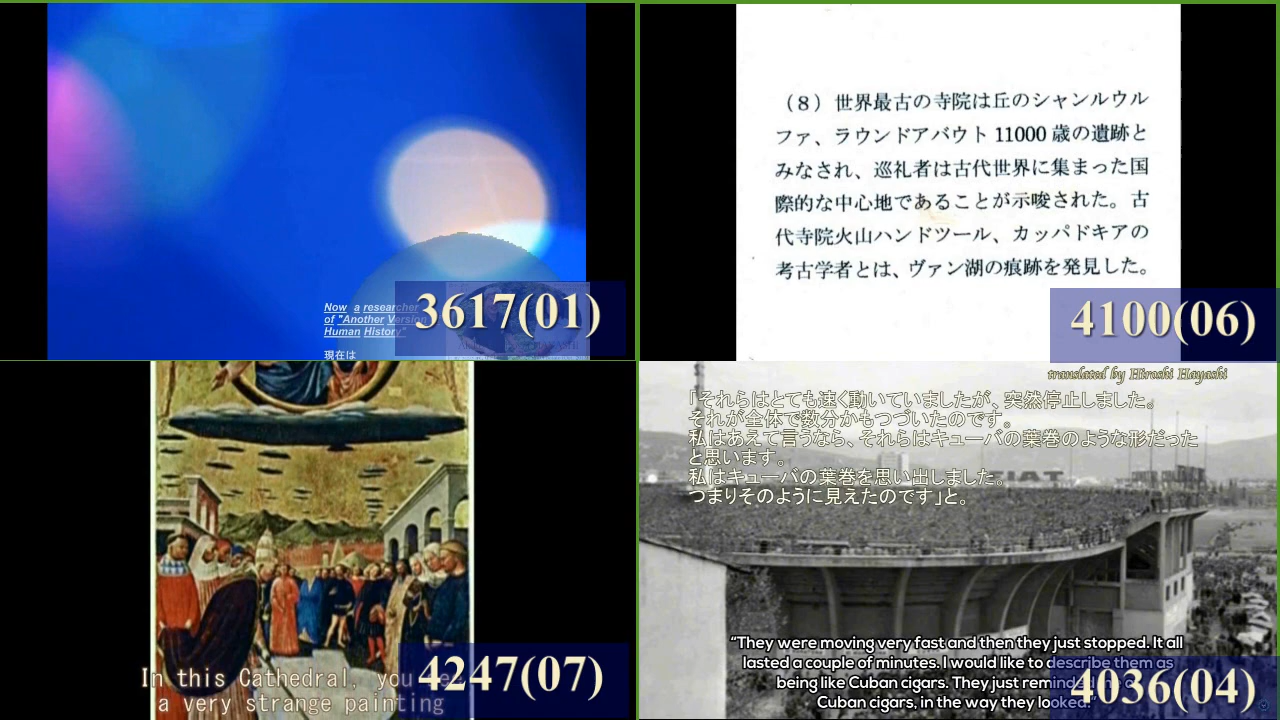 Now a researcher
of "Another Version
Human History"
現在は
3617(01)
(8) 世界最古の寺院は丘のシャンルウル
ファ、ラウンドアバウト 11000 歳の遺跡と
みなされ、巡礼者は古代世界に集まった国
際的な中心地であることが示唆された。古
代寺院火山ハンドツール、カッパドキアの
考古学者とは、ヴァン湖の痕跡を発見した。
4100(06)
In this Cathedral, you
a very strange painting
4247(07)
translated by Hiroshi Hayashi
「それらはとても速く動いていましたが、突然停止しました。
それが全体で数分かもつづいたのです。
私はあえて言うなら、それらはキューバの葉巻のような形だった
と思います。
私はキューバの葉巻を思い出しました。
つまりそのように見えたのです」と。
"They were moving very fast and then they just stopped. It all
lasted a couple of minutes. I would like to describe them as
being like Cuban cigars. They just reminded me
Cuban cigars, in the way they looked."
4036(04)